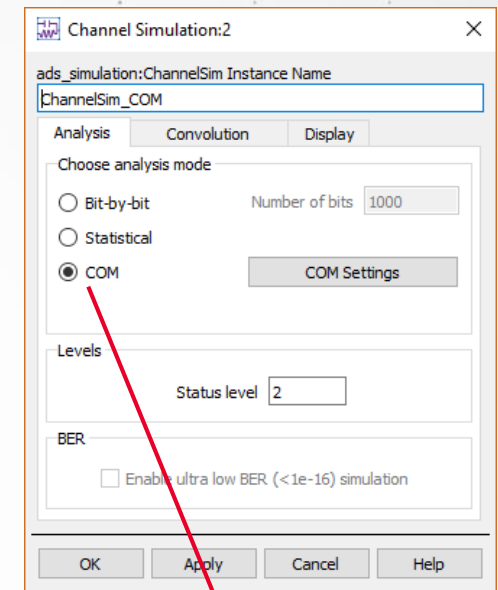 Channel Simulation:2
ads_simulation:ChannelSim Instance Name
ChannelSim_COM
Analysis Convolution Display
Choose analysis mode
Bit-by-bit Number of bits 1000
Statistical
COM COM Settings
Levels
Status level 2
BER
Enable ultra low BER (<1e-16) simulation
OK Apply Cancel Help